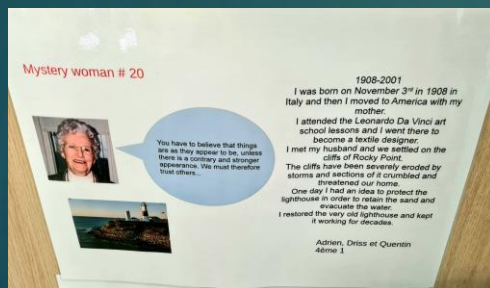 Mystery woman # 20
You have to believe that things
are as they appear to be, unless
there is a contrary and stronger
appearance. We must therefore
trust others...
1908-2001
I was born on November 3rd in 1908 in
Italy and then I moved to America with my
mother.
I attended the Leonardo Da Vinci art
school lessons and I went there to
become a textile designer.
I met my husband and we settled on the
cliffs of Rocky Point.
The cliffs have been severely eroded by
storms and sections of it crumbled and
threatened our home.
One day I had an idea to protect the
lighthouse in order to retain the sand and
evacuate the water.
I restored the very old lighthouse and kept
it working for decades.
Adrien, Driss et Quentin
4ème 1